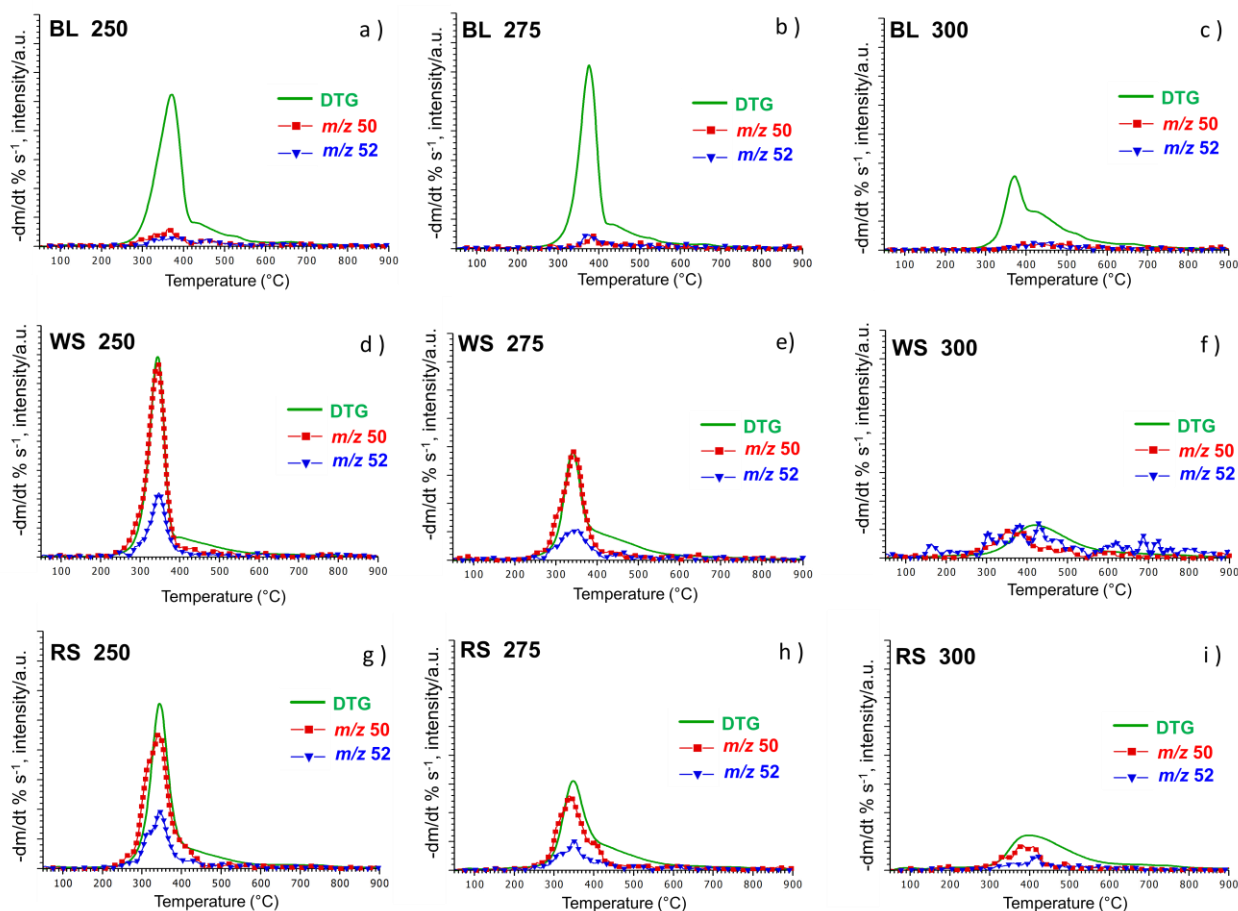 BL 250
a )
-dm/dt % s⁻¹, intensity/a.u.
DTG
m/z 50
m/z 52
100 200 300 400 500 600 700 800 900
Temperature (°C)
BL 275
b )
-dm/dt % s⁻¹, intensity/a.u.
DTG
m/z 50
m/z 52
100 200 300 400 500 600 700 800 900
Temperature (°C)
BL 300
c )
-dm/dt % s⁻¹, intensity/a.u.
DTG
m/z 50
m/z 52
100 200 300 400 500 600 700 800 900
Temperature (°C)
WS 250
d )
-dm/dt % s⁻¹, intensity/a.u.
DTG
m/z 50
m/z 52
100 200 300 400 500 600 700 800 900
Temperature (°C)
WS 275
e)
-dm/dt % s⁻¹, intensity/a.u.
DTG
m/z 50
m/z 52
100 200 300 400 500 600 700 800 900
Temperature (°C)
WS 300
f )
-dm/dt % s⁻¹, intensity/a.u.
DTG
m/z 50
m/z 52
100 200 300 400 500 600 700 800 900
Temperature (°C)
RS 250
g )
-dm/dt % s⁻¹, intensity/a.u.
DTG
m/z 50
m/z 52
100 200 300 400 500 600 700 800 900
Temperature (°C)
RS 275
h )
-dm/dt % s⁻¹, intensity/a.u.
DTG
m/z 50
m/z 52
100 200 300 400 500 600 700 800 900
Temperature (°C)
RS 300
i )
-dm/dt % s⁻¹, intensity/a.u.
DTG
m/z 50
m/z 52
100 200 300 400 500 600 700 800 900
Temperature (°C)